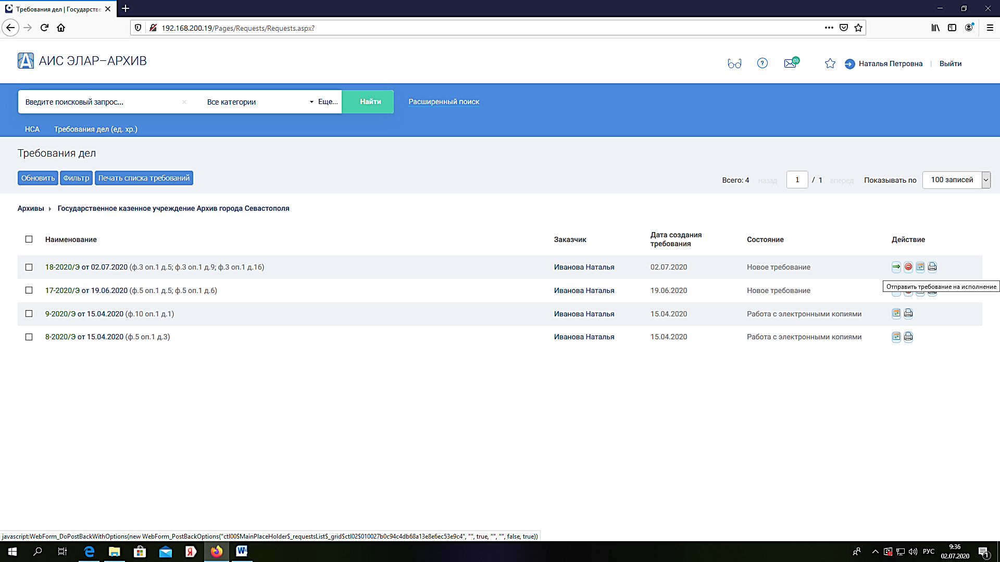 Требования дел | Государстве
192.168.200.19/Pages/Requests/Requests.aspx?
АИС ЭЛАР–АРХИВ
(5)
Наталья Петровна | Выйти
Введите поисковый запрос... × Все категории Еще... Найти Расширенный поиск
НСА Требования дел (ед. хр.)
Требования дел
Обновить Фильтр Печать списка требований
Всего: 4 назад 1 / 1 вперед Показывать по 100 записей
Архивы Государственное казенное учреждение Архив города Севастополя
Наименование Заказчик Дата создания требования Состояние Действие
18-2020/Э от 02.07.2020 (ф.3 оп.1 д.5; ф.3 оп.1 д.9; ф.3 оп.1 д.16) Иванова Наталья 02.07.2020 Новое требование
Отправить требование на исполнение
17-2020/Э от 19.06.2020 (ф.5 оп.1 д.5; ф.5 оп.1 д.6) Иванова Наталья 19.06.2020 Новое требование
9-2020/Э от 15.04.2020 (ф.10 оп.1 д.1) Иванова Наталья 15.04.2020 Работа с электронными копиями
8-2020/Э от 15.04.2020 (ф.5 оп.1 д.3) Иванова Наталья 15.04.2020 Работа с электронными копиями
javascript:WebForm_DoPostBackWithOptions(new WebForm_PostBackOptions("ctl00$MainPlaceHolder$_requestsList$_grid$ctl02$010027b0c94c4db68a13e8e6ec53e9c4", "", true, "", "", false, true))
РУС
9:36
02.07.2020
1